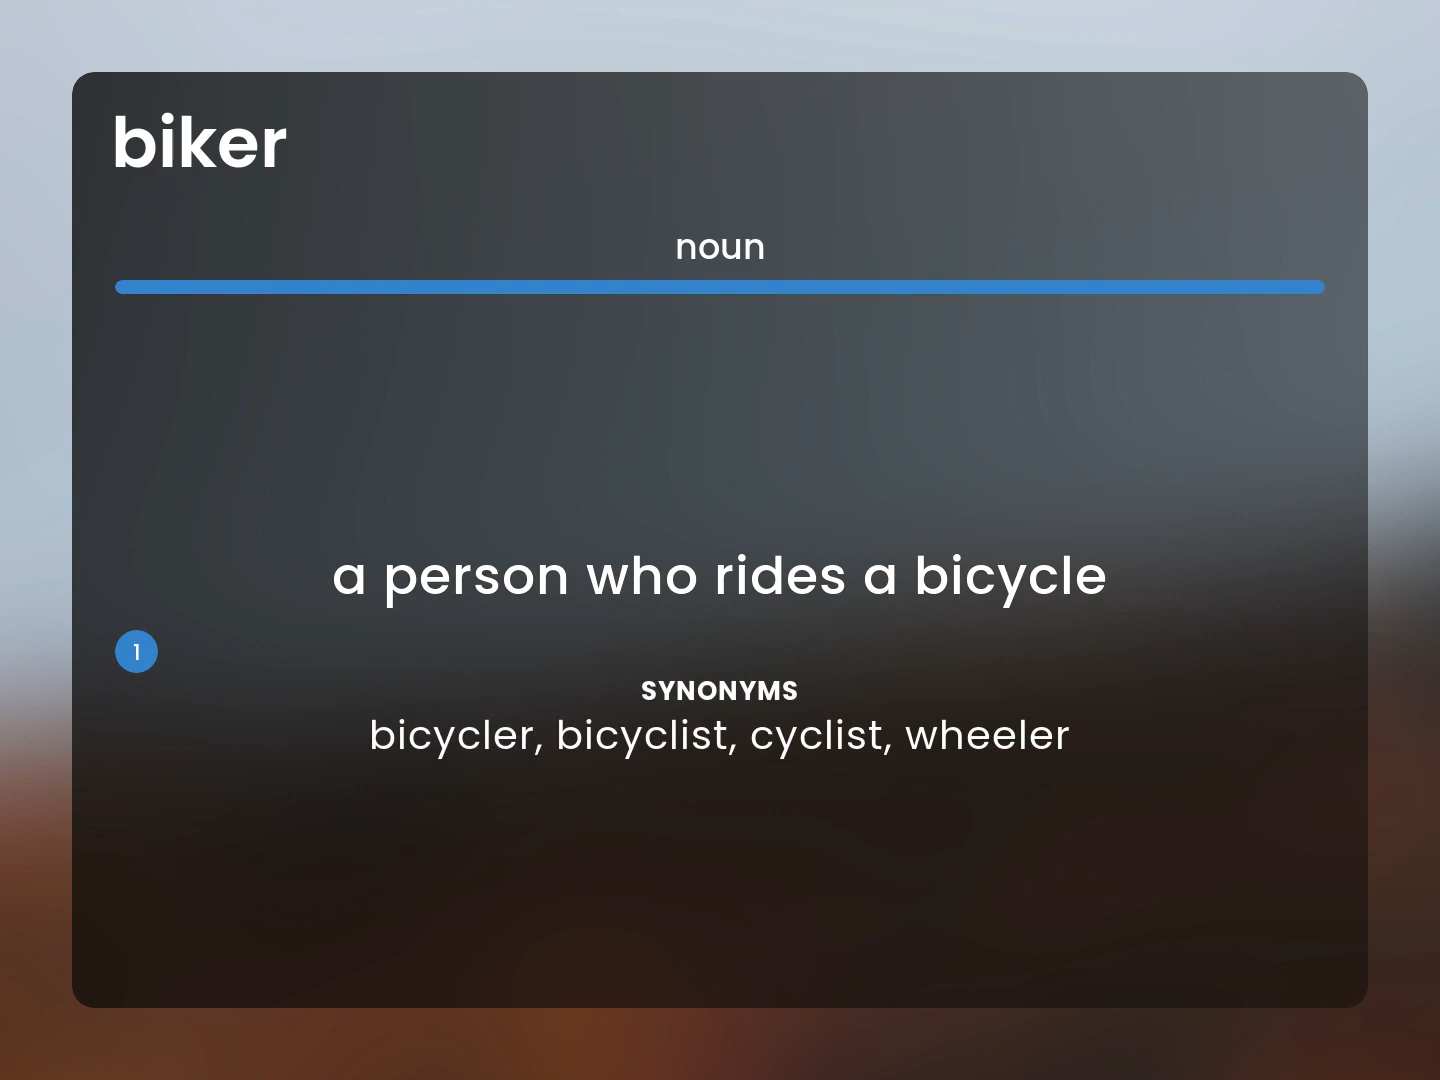 biker
noun
a person who rides a bicycle
1
SYNONYMS
bicycler, bicyclist, cyclist, wheeler